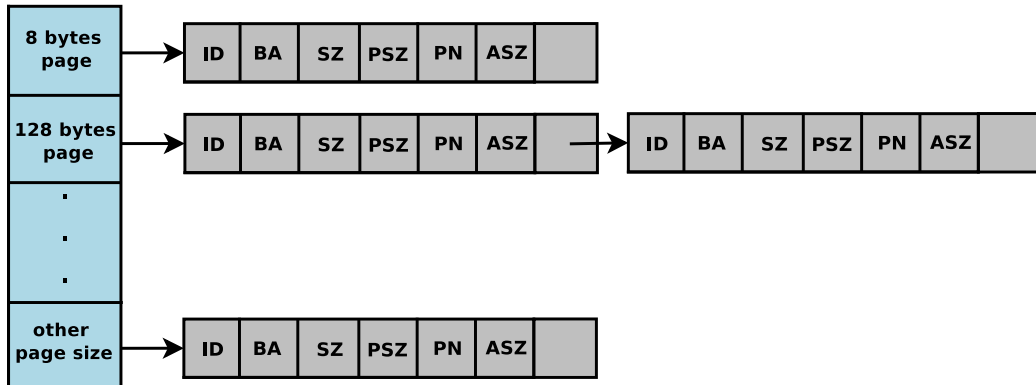 8 bytes
page
ID BA SZ PSZ PN ASZ
128 bytes
page
ID BA SZ PSZ PN ASZ
ID BA SZ PSZ PN ASZ
.
.
.
other
page size
ID BA SZ PSZ PN ASZ